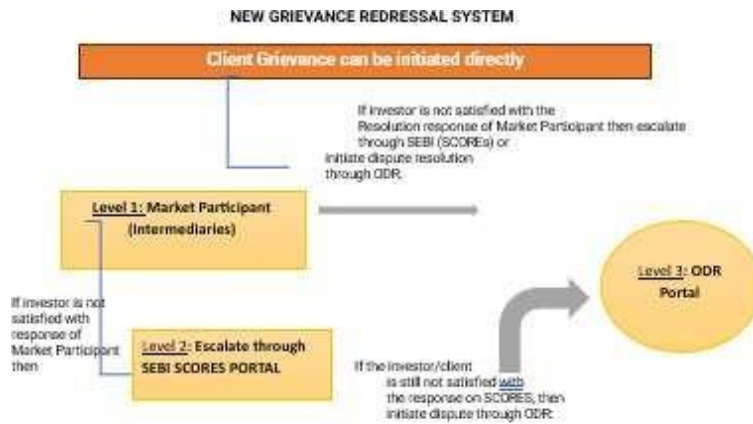 NEW GRIEVANCE REDRESSAL SYSTEM
Client Grievance can be initiated directly
If investor is not satisfied with the
Resolution response of Market Participant then escalate
through SEBI (SCOREs) or
initiate dispute resolution
through ODR.
Level 1: Market Participant
(Intermediaries)
Level 3: ODR
Portal
If investor is not
satisfied with
response of
Market Participant
then
Level 2: Escalate through
SEBI SCORES PORTAL
If the investor/client
is still not satisfied with
the response on SCORES, then
initiate dispute through ODR.